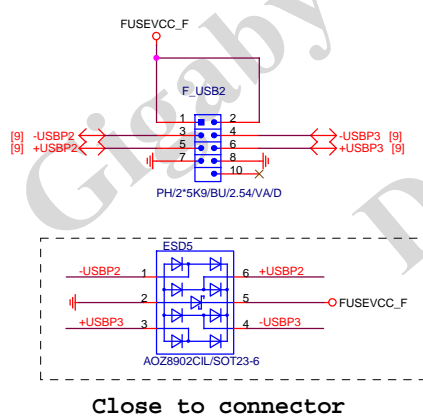 FUSEVCC_F
F_USB2
1 2
[9] -USBP2 3 4 -USBP3 [9]
[9] +USBP2 5 6 +USBP3 [9]
7 8
10
PH/2*5K9/BU/2.54/VA/D
ESD5
-USBP2 1 6 +USBP2
2 5 FUSEVCC_F
+USBP3 3 4 -USBP3
AOZ8902CIL/SOT23-6
Close to connector
Gigaby
D